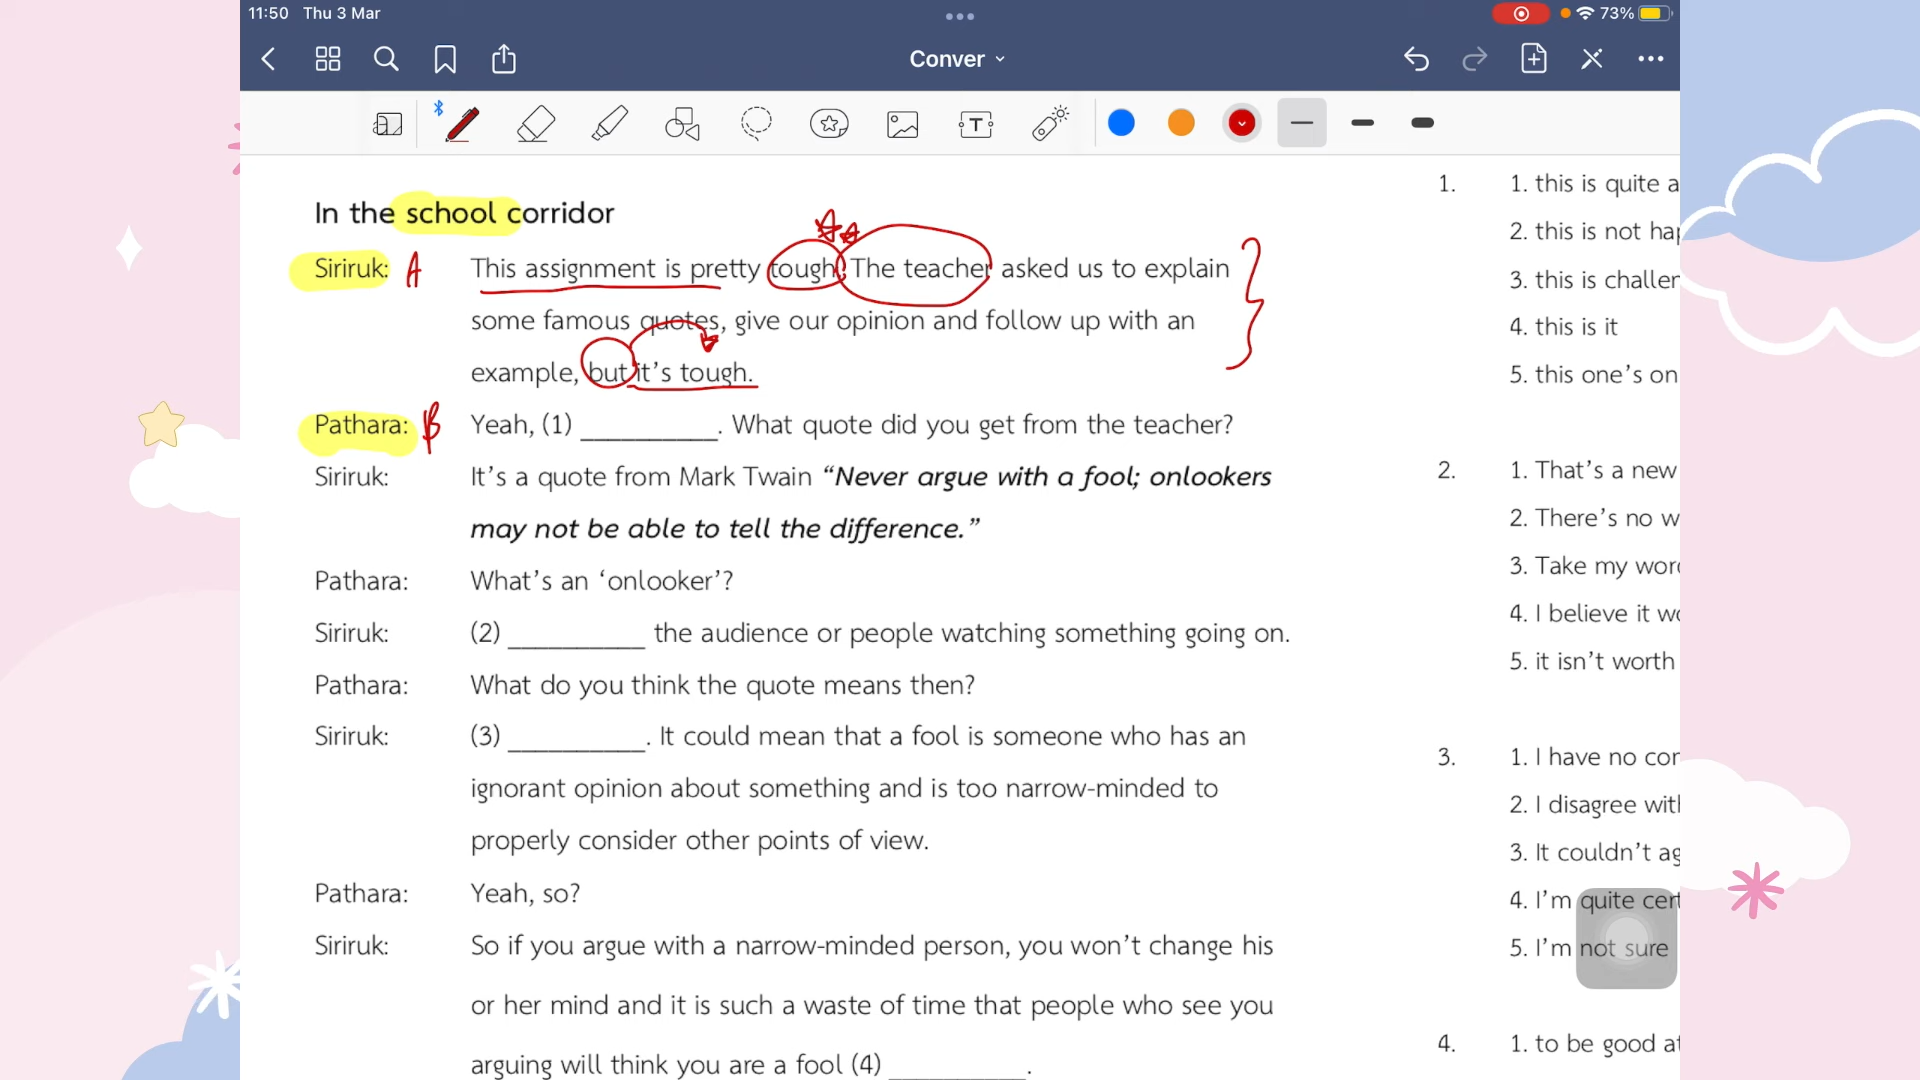 11:50 Thu 3 Mar
73%
Conver
In the school corridor
Siriruk: A This assignment is pretty tough. The teacher asked us to explain
some famous quotes, give our opinion and follow up with an
example, but it's tough.
Pathara: B Yeah, (1) __________. What quote did you get from the teacher?
Siriruk: It's a quote from Mark Twain “Never argue with a fool; onlookers
may not be able to tell the difference.”
Pathara: What's an ‘onlooker’?
Siriruk: (2) __________ the audience or people watching something going on.
Pathara: What do you think the quote means then?
Siriruk: (3) __________. It could mean that a fool is someone who has an
ignorant opinion about something and is too narrow-minded to
properly consider other points of view.
Pathara: Yeah, so?
Siriruk: So if you argue with a narrow-minded person, you won't change his
or her mind and it is such a waste of time that people who see you
arguing will think you are a fool (4) __________.
1. 1. this is quite a
2. this is not
3. this is
4. this is it
5. this one's on
2. 1. That's a new
2. There's no
3. Take my
4. I believe it
5. it isn't worth
3. 1. I have no
2. I disagree
3. It couldn't
4. I'm quite
5. I'm not sure
4. 1. to be good